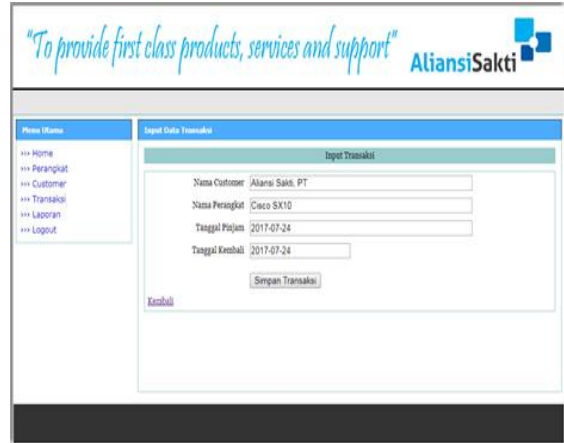 "To provide first class products, services and support"
AliansiSakti
Menu Utama
>>> Home
>>> Perangkat
>>> Customer
>>> Transaksi
>>> Laporan
>>> Logout
Input Data Transaksi
Input Transaksi
Nama Customer Aliansi Sakti, PT
Nama Perangkat Cisco SX10
Tanggal Pinjam 2017-07-24
Tanggal Kembali 2017-07-24
Simpan Transaksi
Kembali